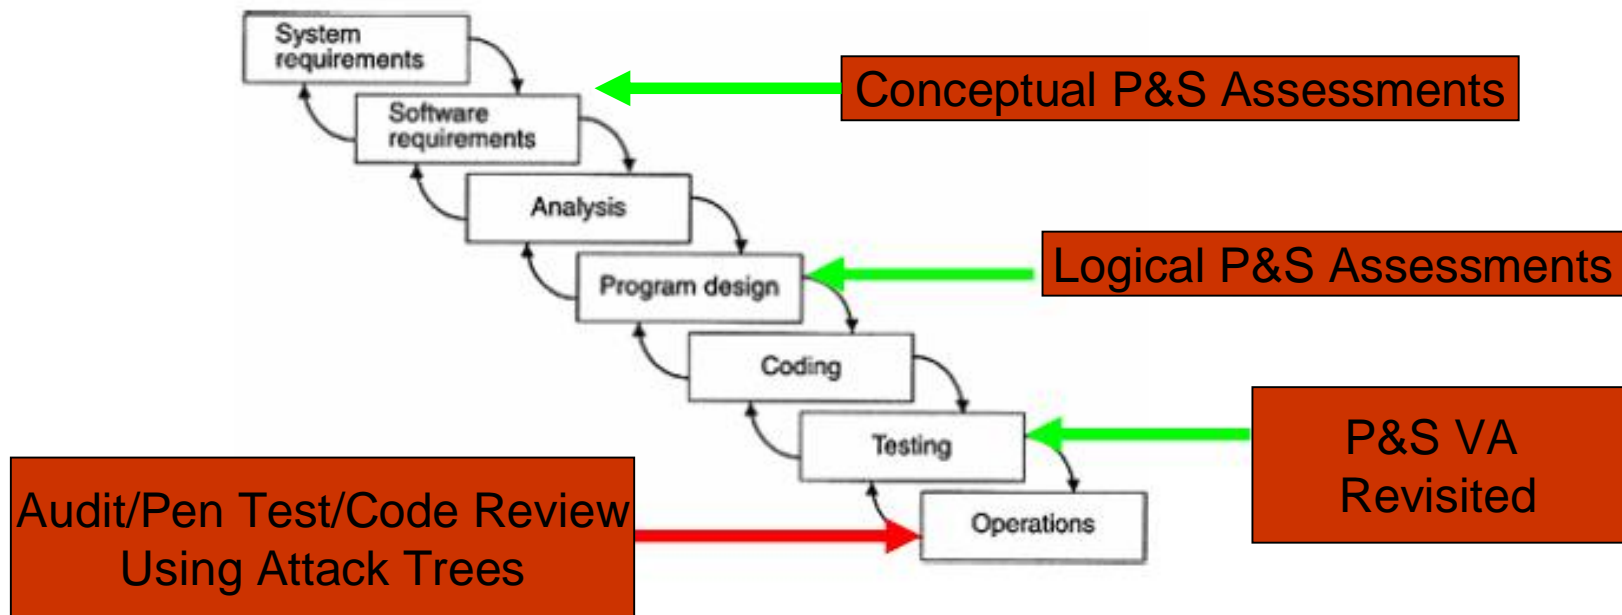 System
requirements
Conceptual P&S Assessments
Software
requirements
Analysis
Logical P&S Assessments
Program design
Coding
P&S VA
Revisited
Testing
Audit/Pen Test/Code Review
Using Attack Trees
Operations